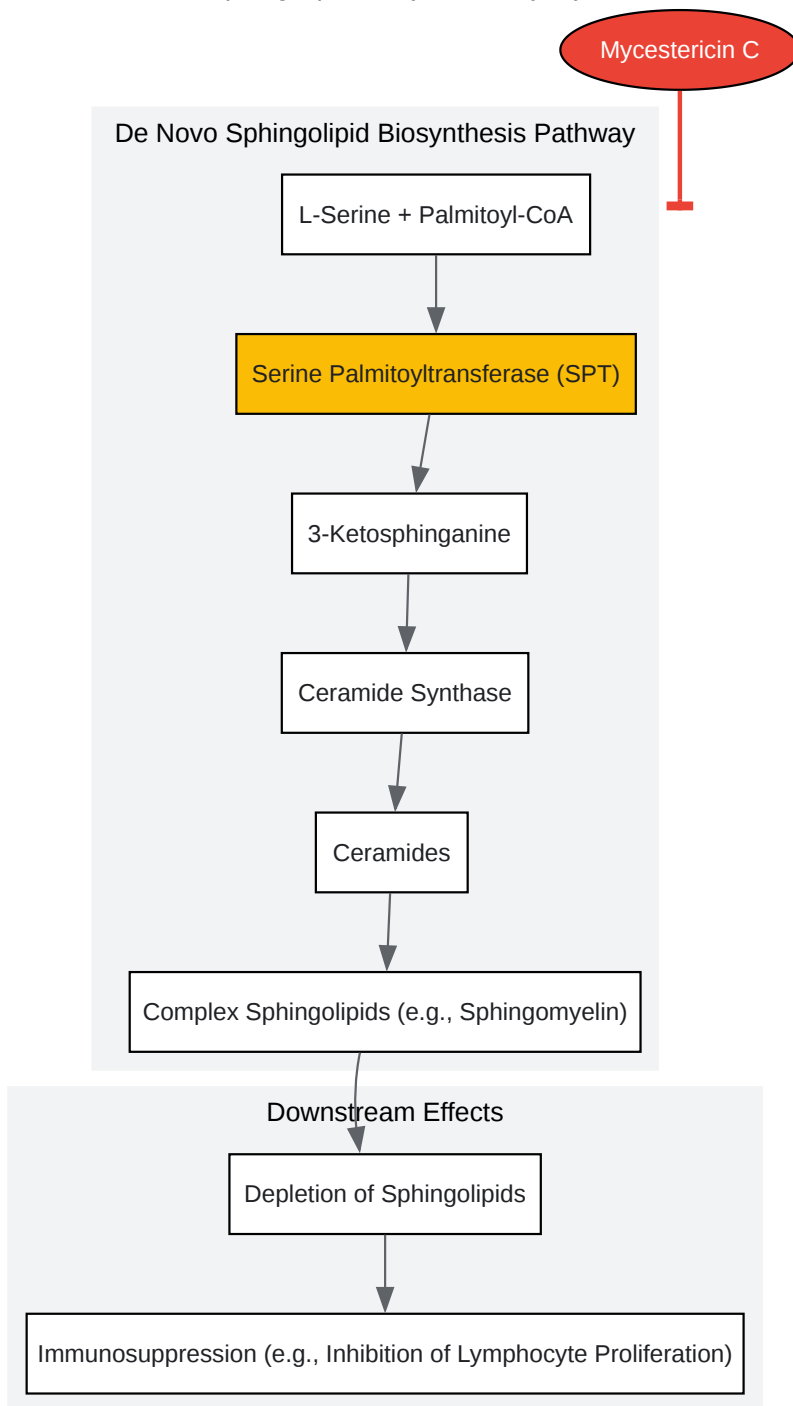 Mycestericin C
De Novo Sphingolipid Biosynthesis Pathway
L-Serine + Palmitoyl-CoA
Serine Palmitoyltransferase (SPT)
3-Ketosphinganine
Ceramide Synthase
Ceramides
Complex Sphingolipids (e.g., Sphingomyelin)
Downstream Effects
Depletion of Sphingolipids
Immunosuppression (e.g., Inhibition of Lymphocyte Proliferation)